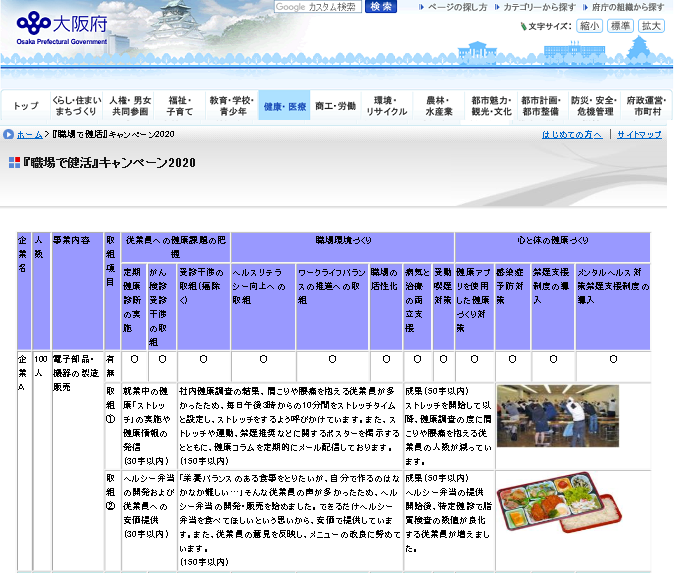 大阪府
Osaka Prefectural Government
Google カスタム検索
検索
ページの探し方
カテゴリーから探す
府庁の組織から探す
文字サイズ：
縮小
標準
拡大
トップ
くらし・住まい
まちづくり
人権・男女
共同参画
福祉・
子育て
教育・学校・
青少年
健康・医療
商工・労働
環境・
リサイクル
農林・
水産業
都市魅力・
観光・文化
都市計画・
都市整備
防災・安全・
危機管理
府政運営・
市町村
ホーム > 『職場で健活』キャンペーン2020
はじめての方へ | サイトマップ
『職場で健活』キャンペーン2020
企業名
人数
事業内容
取組項目
従業員への健康課題の把
握
職場環境づくり
心と体の健康づくり
定期
健康
診断
の実
施
がん
検診
受診
干渉
の取
組
受診干渉の
取組(塩除
く)
ヘルスリテラ
シー向上への
取組
ワークライフバラン
スの推進への取
組
職場の
活性化
病気と
治療
の両
立支
援
受動
喫煙
対策
健康アプ
リを使用
した健康
づくり対
策
感染症
予防対
策
禁煙支援
制度の導
入
メンタルヘルス対
策禁煙支援制度の
導入
企業A
100
人
電子部品・
機器の製造
販売
有無
○ ○ ○ ○ ○ ○ ○ ○ ○ ○ ○ ○
取組①
就業中の健
康「ストレッ
チ」の実施や
健康情報の
発信
(30字以内)
社内健康調査の結果、肩こりや腰痛を抱える従業員が多
かったため、毎日午後3時からの10分間をストレッチタイム
と設定し、ストレッチをするよう呼びかけています。また、ス
トレッチや運動、禁煙推奨などに関するポスターを掲示する
とともに、健康コラムを定期的にメール配信しております。
(150字以内)
成果(50字以内)
ストレッチを開始して以
降、健康調査の度に肩
こりや腰痛を抱える従
業員の人数が減ってい
ます。
取組②
ヘルシー弁当
の開発および
従業員への
安価提供
(30字以内)
「栄養バランスのある食事をとりたいが、自分で作るのはな
かなか難しい…」そんな従業員の声が多かったため、ヘル
シー弁当の開発・販売を始めました。できるだけヘルシー
弁当を食べてほしいという思いから、安価で提供していま
す。また、従業員の意見を反映し、メニューの改良に努めて
います。
(150字以内)
成果(50字以内)
ヘルシー弁当の提供
開始後、特定健診で脂
質検査の数値が良化
する従業員が増えまし
た。